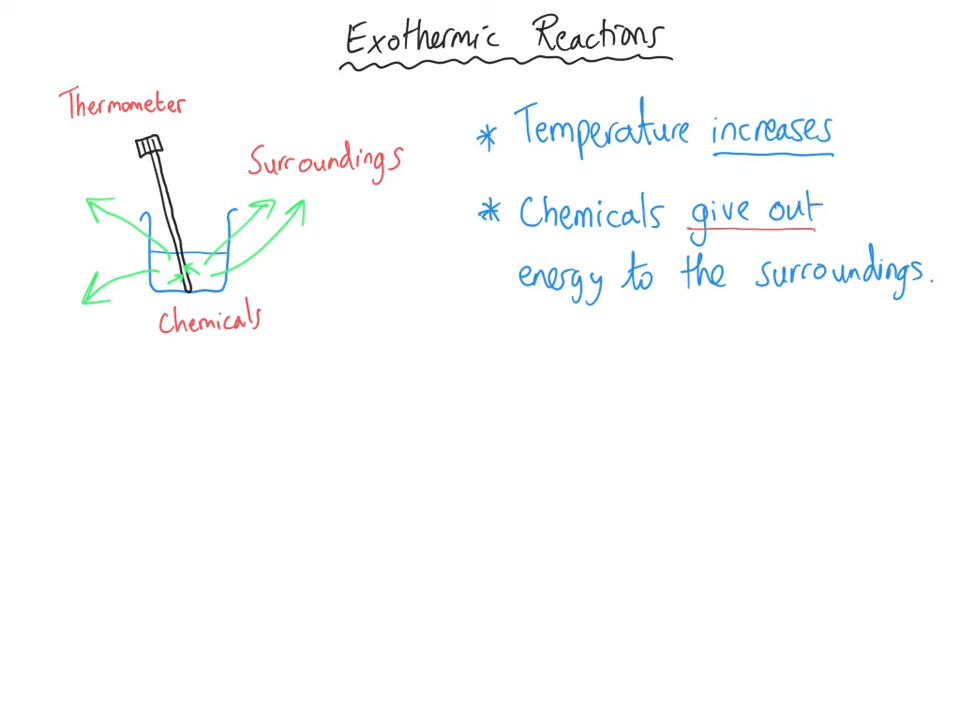 Exothermic Reactions
Thermometer
Surroundings
Chemicals
* Temperature increases
* Chemicals give out
energy to the surroundings.